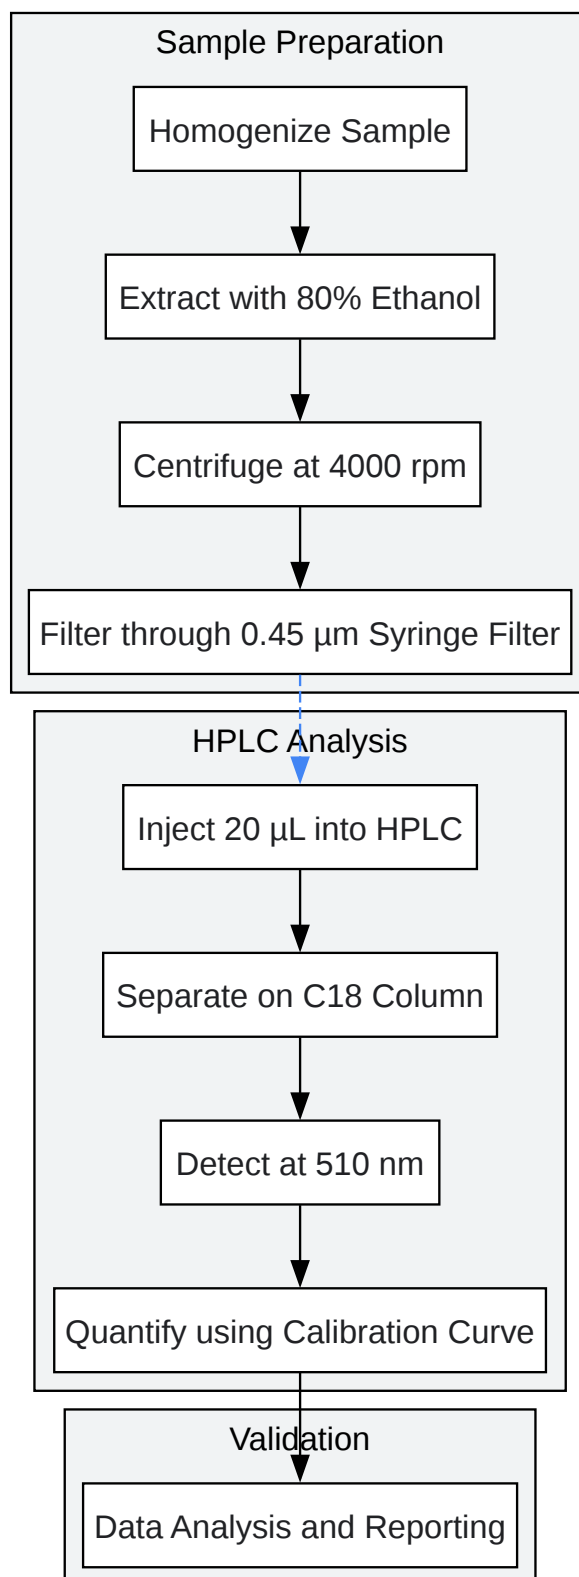 Sample Preparation
Homogenize Sample
Extract with 80% Ethanol
Centrifuge at 4000 rpm
Filter through 0.45 µm Syringe Filter
HPLC Analysis
Inject 20 µL into HPLC
Separate on C18 Column
Detect at 510 nm
Quantify using Calibration Curve
Validation
Data Analysis and Reporting